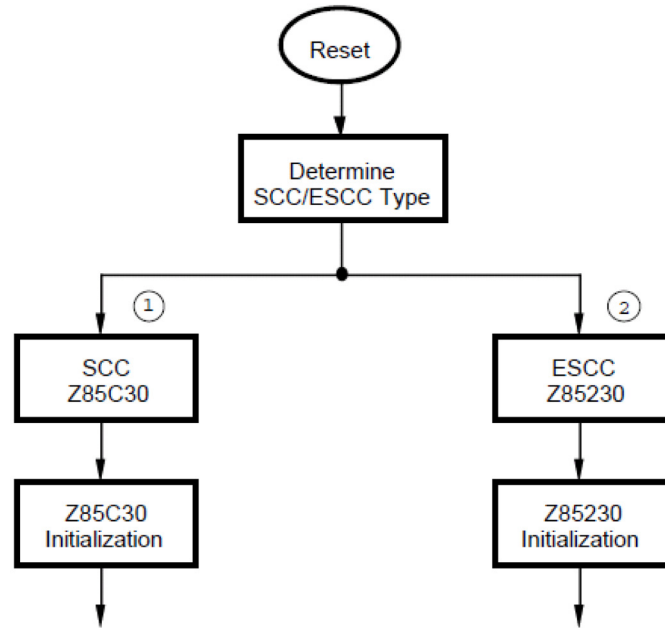 Reset
Determine
SCC/ESCC Type
1
2
SCC
Z85C30
ESCC
Z85230
Z85C30
Initialization
Z85230
Initialization